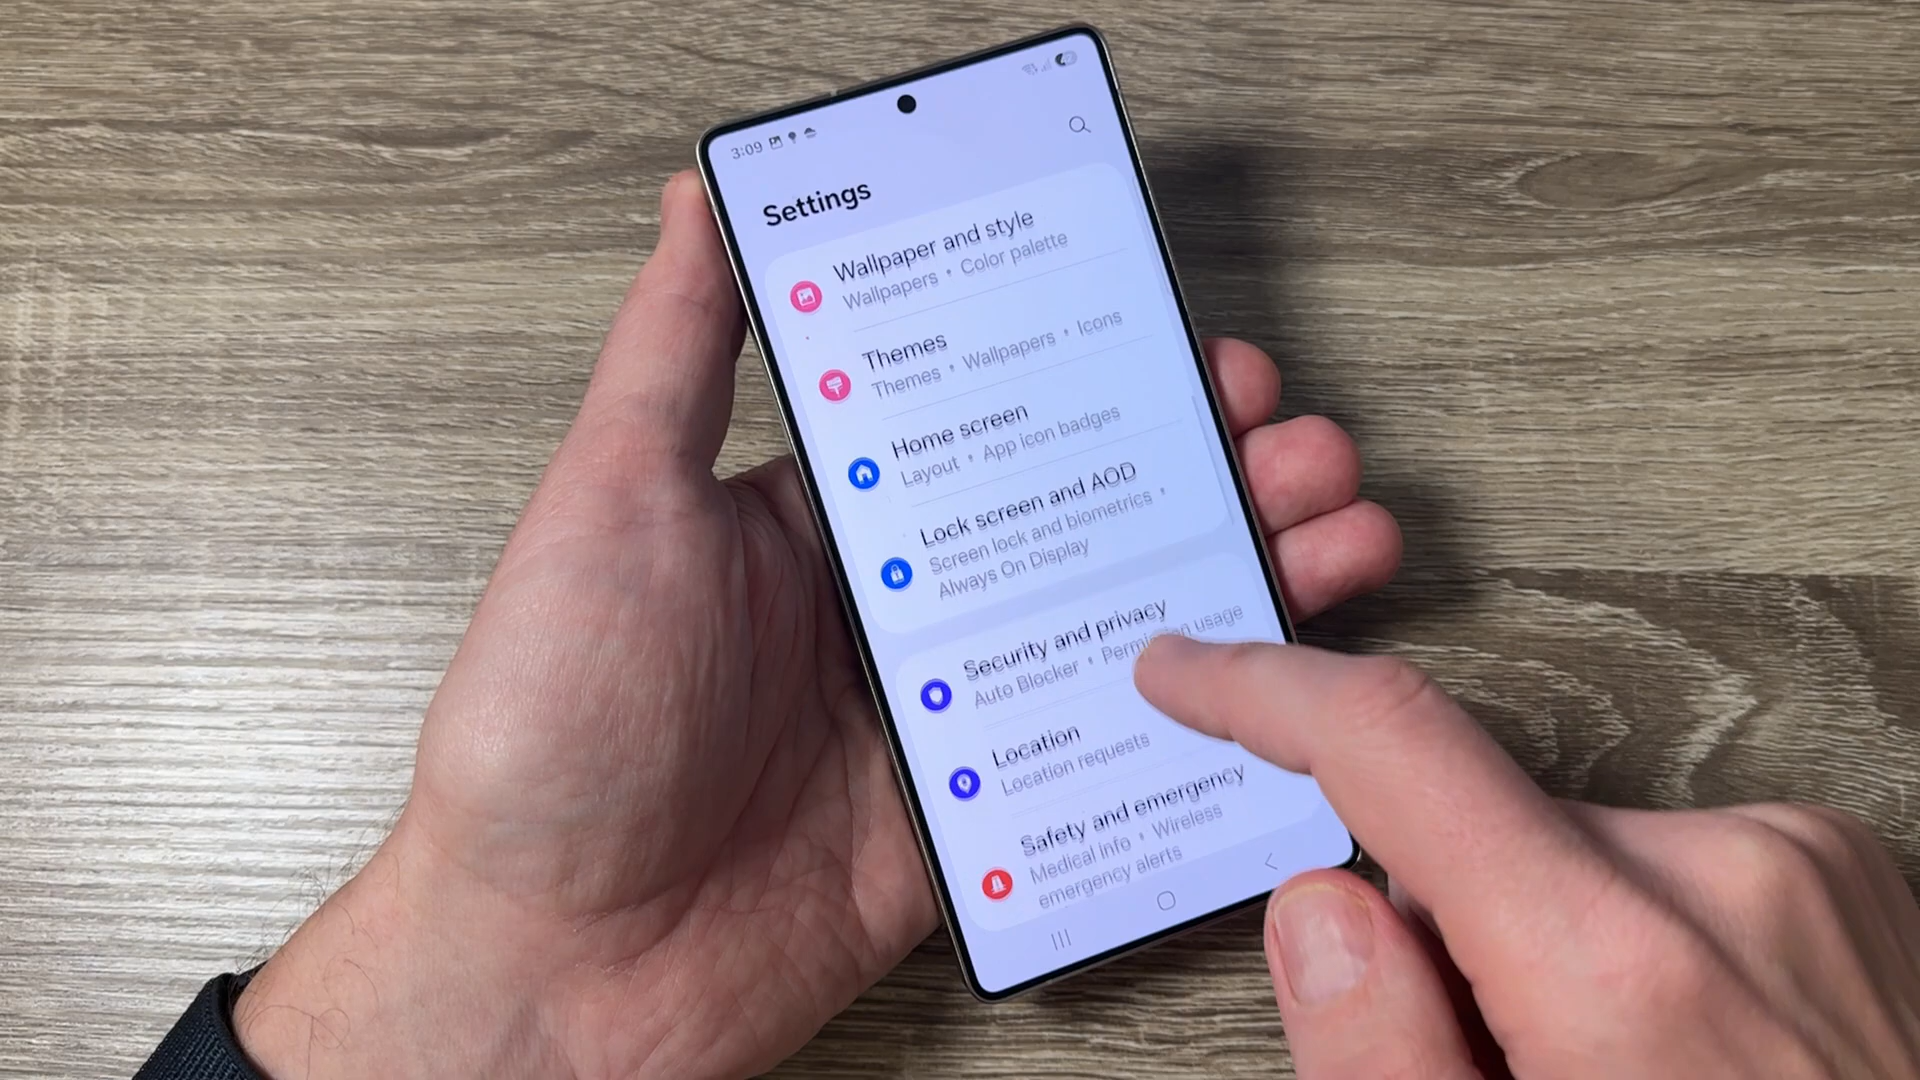 3:09
Settings
Wallpaper and style
Wallpapers • Color palette
Themes
Themes • Wallpapers • Icons
Home screen
Layout • App icon badges
Lock screen and AOD
Screen lock and biometrics •
Always On Display
Security and privacy
Auto Blocker • Permission usage
Location
Location requests
Safety and emergency
Medical info • Wireless
emergency alerts